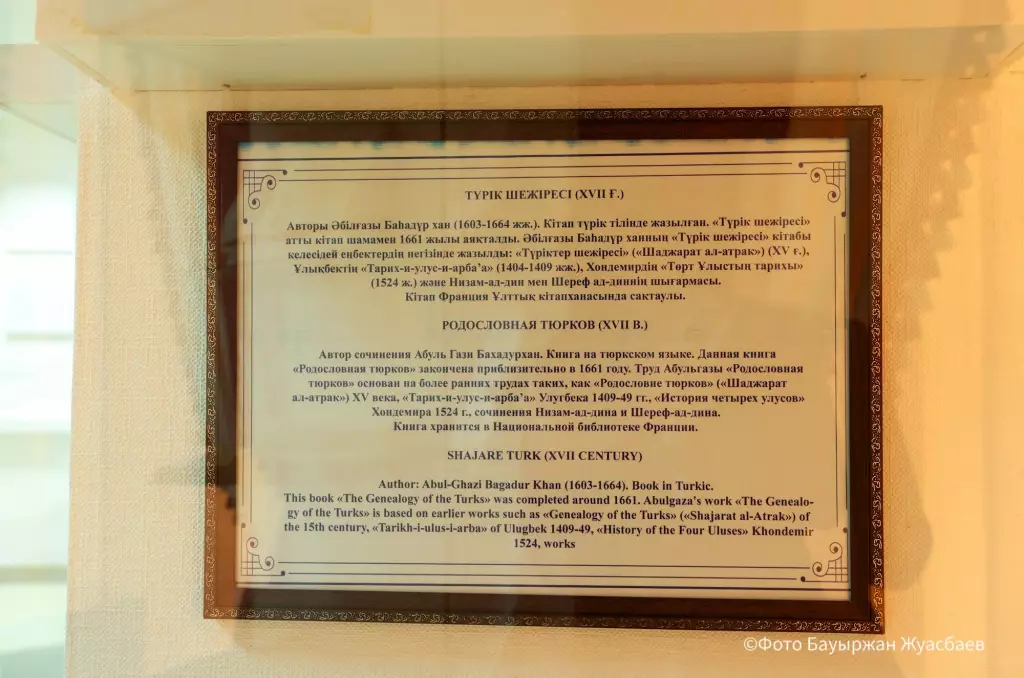 ТҮРІК ШЕЖІРЕСІ (XVII Ғ.)
Авторы Әбілғазы Баһадүр хан (1603-1664 жж.). Кітап түрік тілінде жазылған. «Түрік шежіресі»
атты кітап шамамен 1661 жылы аяқталды. Әбілғазы Баһадүр ханның «Түрік шежіресі» кітабы
келесідей еңбектердің негізінде жазылды: «Түріктер шежіресі» («Шаджарат ал-атрак») (XV ғ.),
Ұлықбектің «Тарих-и-улус-и-арба’а» (1404-1409 жж.), Хондемирдің «Төрт Ұлыстың тарихы»
(1524 ж.) және Низам-ад-дин мен Шереф ад-диннің шығармасы.
Кітап Франция Ұлттық кітапханасында сақтаулы.
РОДОСЛОВНАЯ ТЮРКОВ (XVII В.)
Автор сочинения Абуль Гази Бахадурхан. Книга на тюркском языке. Данная книга
«Родословная тюрков» закончена приблизительно в 1661 году. Труд Абульгазы «Родословная
тюрков» основан на более ранних трудах таких, как «Родословие тюрков» («Шаджарат
ал-атрак») XV века, «Тарих-и-улус-и-арба’а» Улугбека 1409-49 гг., «История четырех улусов»
Хондемира 1524 г., сочинения Низам-ад-дина и Шереф-ад-дина.
Книга хранится в Национальной библиотеке Франции.
SHAJARE TURK (XVII CENTURY)
Author: Abul-Ghazi Bagadur Khan (1603-1664). Book in Turkic.
This book «The Genealogy of the Turks» was completed around 1661. Abulgaza’s work «The Genealo-
gy of the Turks» is based on earlier works such as «Genealogy of the Turks» («Shajarat al-Atrak») of
the 15th century, «Tarikh-i-ulus-i-arba» of Ulugbek 1409-49, «History of the Four Uluses» Khondemir
1524, works
©Фото Бауыржан Жуасбаев